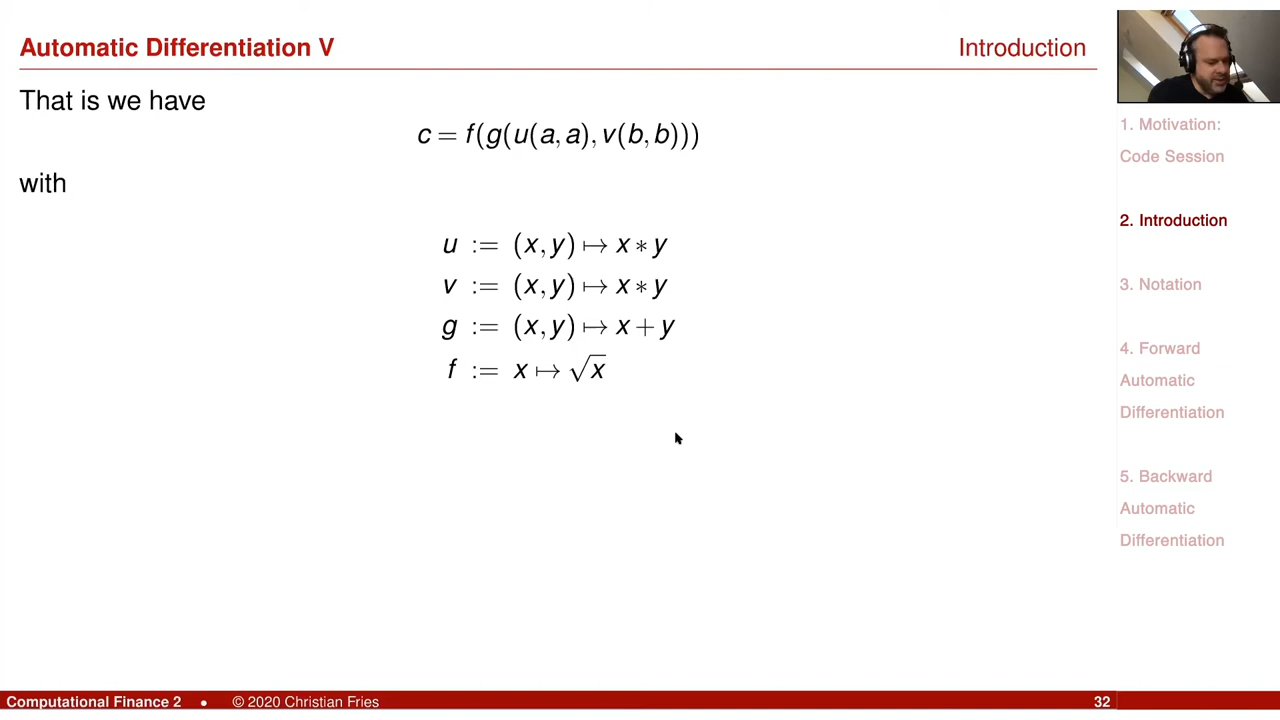 Automatic Differentiation V
Introduction
That is we have
c = f(g(u(a,a),v(b,b)))
with
u := (x,y) ↦ x ∗ y
v := (x,y) ↦ x ∗ y
g := (x,y) ↦ x + y
f := x ↦ √x
1. Motivation:
Code Session
2. Introduction
3. Notation
4. Forward
Automatic
Differentiation
5. Backward
Automatic
Differentiation
Computational Finance 2 • © 2020 Christian Fries 32